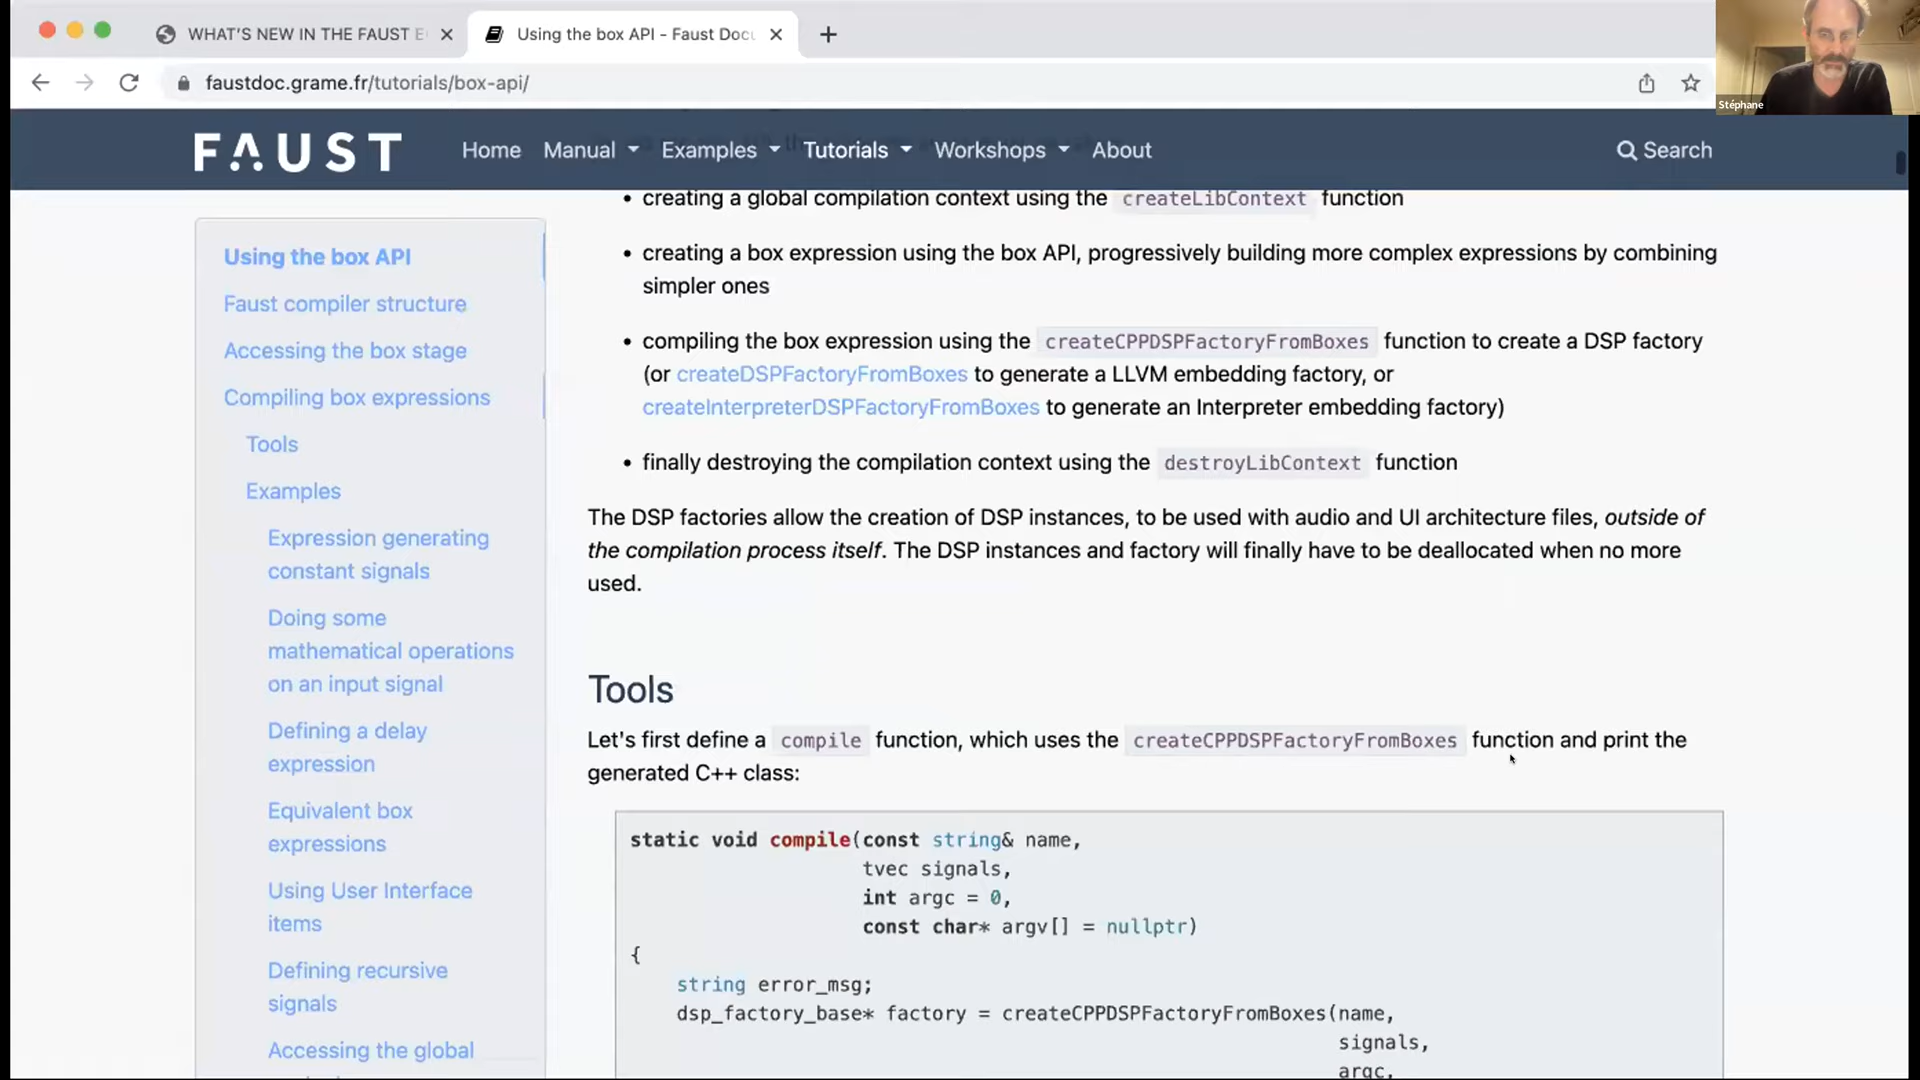 WHAT'S NEW IN THE FAUST E
Using the box API - Faust Docu
faustdoc.grame.fr/tutorials/box-api/
Stéphane
FAUST
Home
Manual
Examples
Tutorials
Workshops
About
Search
Using the box API
Faust compiler structure
Accessing the box stage
Compiling box expressions
Tools
Examples
Expression generating
constant signals
Doing some
mathematical operations
on an input signal
Defining a delay
expression
Equivalent box
expressions
Using User Interface
items
Defining recursive
signals
Accessing the global
• creating a global compilation context using the createLibContext function
• creating a box expression using the box API, progressively building more complex expressions by combining
simpler ones
• compiling the box expression using the createCPPDSPFactoryFromBoxes function to create a DSP factory
(or createDSPFactoryFromBoxes to generate a LLVM embedding factory, or
createInterpreterDSPFactoryFromBoxes to generate an Interpreter embedding factory)
• finally destroying the compilation context using the destroyLibContext function
The DSP factories allow the creation of DSP instances, to be used with audio and UI architecture files, outside of
the compilation process itself. The DSP instances and factory will finally have to be deallocated when no more
used.
Tools
Let's first define a compile function, which uses the createCPPDSPFactoryFromBoxes function and print the
generated C++ class:
static void compile(const string& name,
tvec signals,
int argc = 0,
const char* argv[] = nullptr)
{
string error_msg;
dsp_factory_base* factory = createCPPDSPFactoryFromBoxes(name,
signals,
argc,